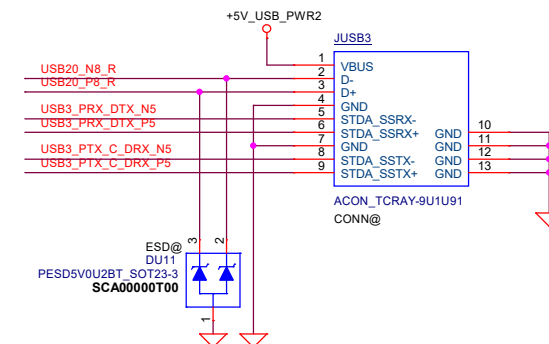 +5V_USB_PWR2
JUSB3
1 VBUS
USB20_N8_R 2 D-
USB20_P8_R 3 D+
4 GND
USB3_PRX_DTX_N5 5 STDA_SSRX-
USB3_PRX_DTX_P5 6 STDA_SSRX+ GND 10
7 GND GND 11
USB3_PTX_C_DRX_N5 8 STDA_SSTX- GND 12
USB3_PTX_C_DRX_P5 9 STDA_SSTX+ GND 13
ACON_TCRAY-9U1U91
CONN@
ESD@ 3 2
DU11
PESD5V0U2BT_SOT23-3
SCA00000T00
1